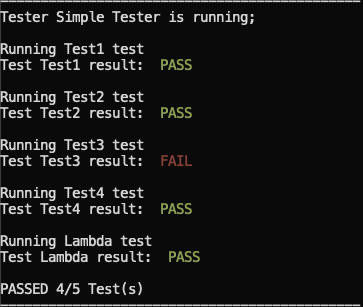 Tester Simple Tester is running;
Running Test1 test
Test Test1 result:  PASS
Running Test2 test
Test Test2 result:  PASS
Running Test3 test
Test Test3 result:  FAIL
Running Test4 test
Test Test4 result:  PASS
Running Lambda test
Test Lambda result:  PASS
PASSED 4/5 Test(s)